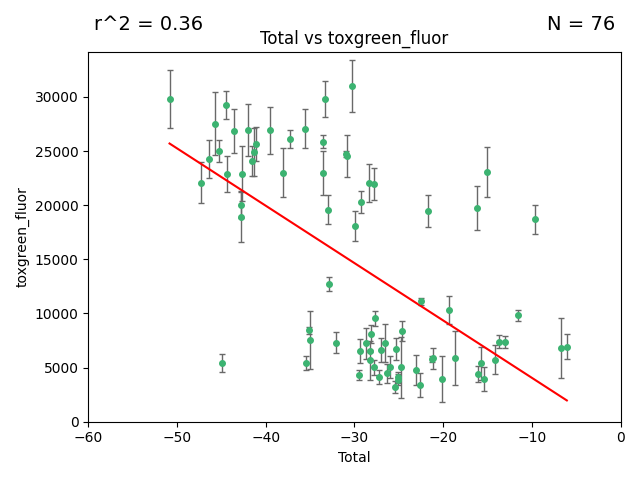 r^2 = 0.36
N = 76
Total vs toxgreen_fluor
30000
25000
20000
15000
10000
5000
0
toxgreen_fluor
−60
−50
−40
−30
−20
−10
0
Total